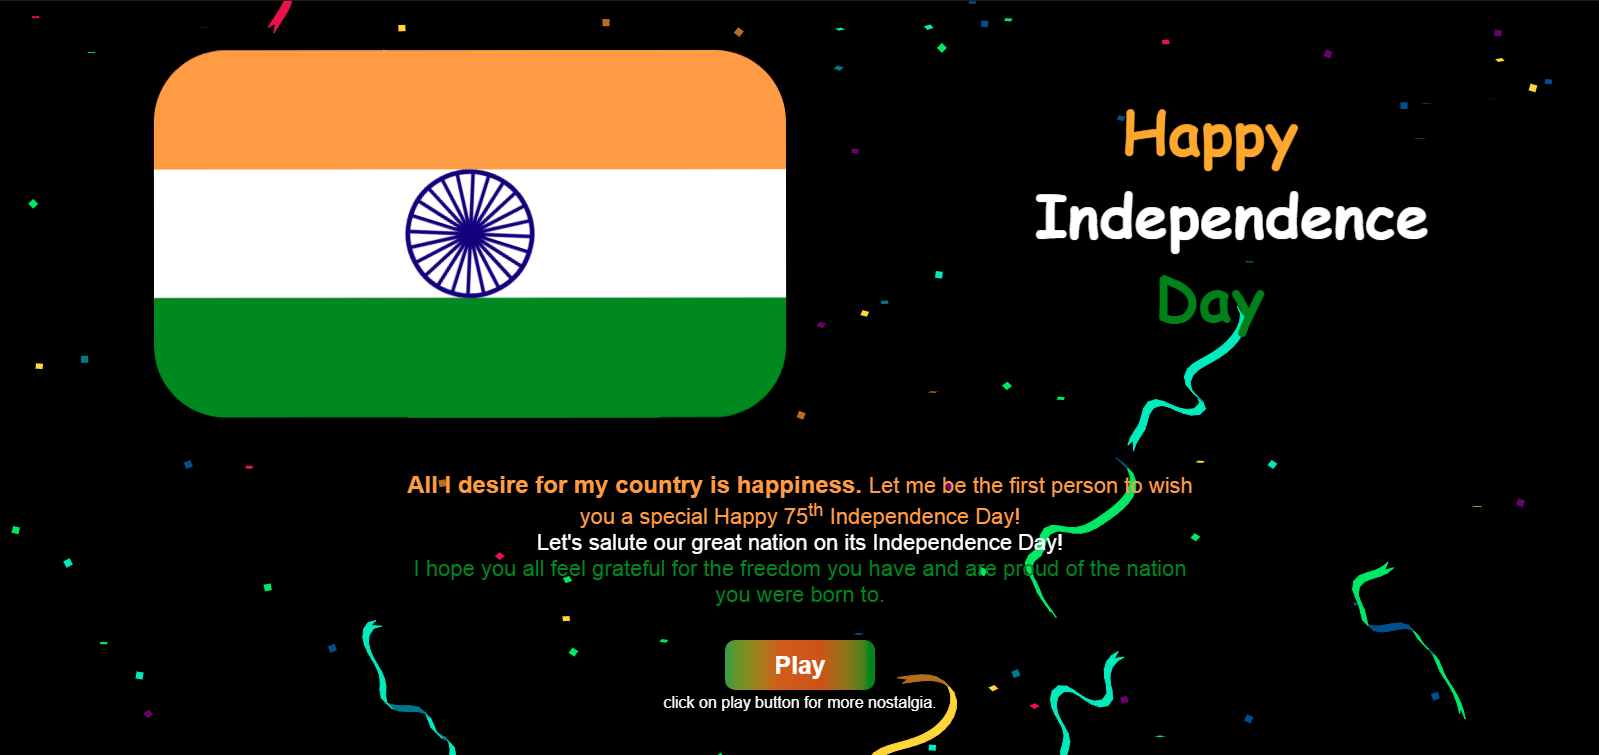 Happy
Independence
Day
All I desire for my country is happiness. Let me be the first person to wish
you a special Happy 75th Independence Day!
Let's salute our great nation on its Independence Day!
I hope you all feel grateful for the freedom you have and are proud of the nation
you were born to.
Play
click on play button for more nostalgia.